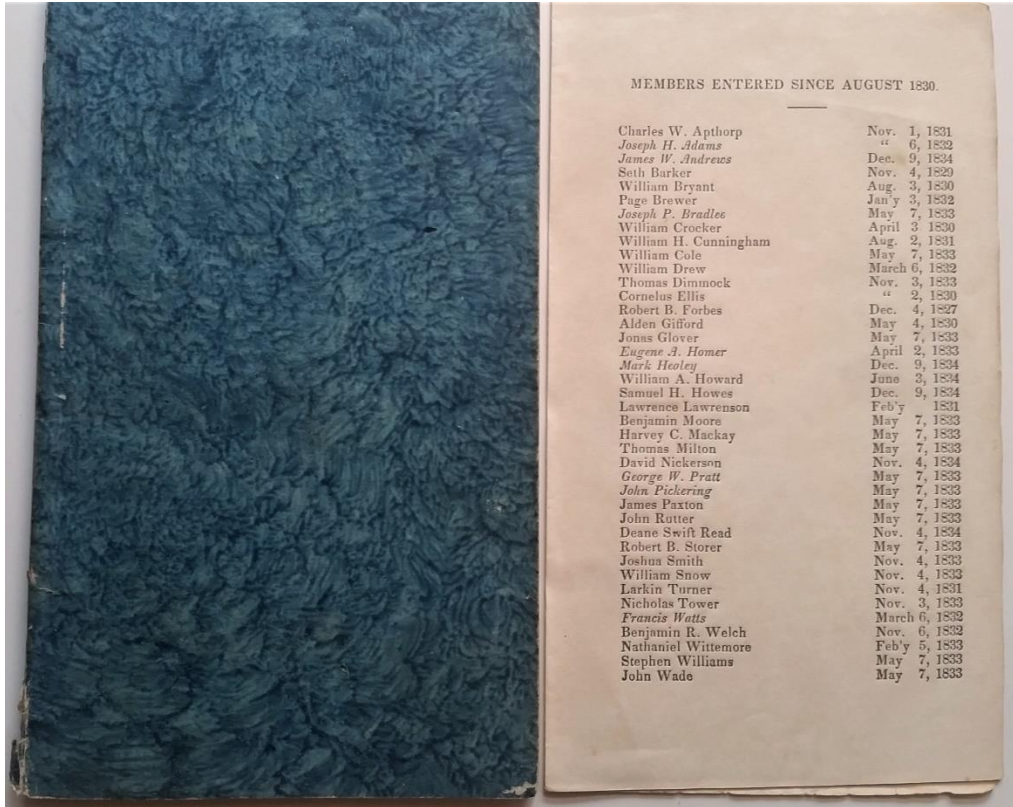 MEMBERS ENTERED SINCE AUGUST 1830.
Charles W. Apthorp Nov. 1, 1831
Joseph H. Adams “ 6, 1832
James W. Andrews Dec. 9, 1834
Seth Barker Nov. 4, 1829
William Bryant Aug. 3, 1830
Page Brewer Jan'y 3, 1832
Joseph P. Bradlee May 7, 1833
William Crocker April 3 1830
William H. Cunningham Aug. 2, 1831
William Cole May 7, 1833
William Drew March 6, 1832
Thomas Dimmock Nov. 3, 1833
Cornelus Ellis “ 2, 1830
Robert B. Forbes Dec. 4, 1827
Alden Gifford May 4, 1830
Jonas Glover May 7, 1833
Eugene A. Homer April 2, 1833
Mark Heoley Dec. 9, 1834
William A. Howard June 3, 1834
Samuel H. Howes Dec. 9, 1834
Lawrence Lawrenson Feb'y 1831
Benjamin Moore May 7, 1833
Harvey C. Mackay May 7, 1833
Thomas Milton May 7, 1833
David Nickerson Nov. 4, 1834
George W. Pratt May 7, 1833
John Pickering May 7, 1833
James Paxton May 7, 1833
John Rutter May 7, 1833
Deane Swift Read Nov. 4, 1834
Robert B. Storer May 7, 1833
Joshua Smith Nov. 4, 1833
William Snow Nov. 4, 1833
Larkin Turner Nov. 4, 1831
Nicholas Tower Nov. 3, 1833
Francis Watts March 6, 1832
Benjamin R. Welch Nov. 6, 1832
Nathaniel Wittemore Feb'y 5, 1833
Stephen Williams May 7, 1833
John Wade May 7, 1833